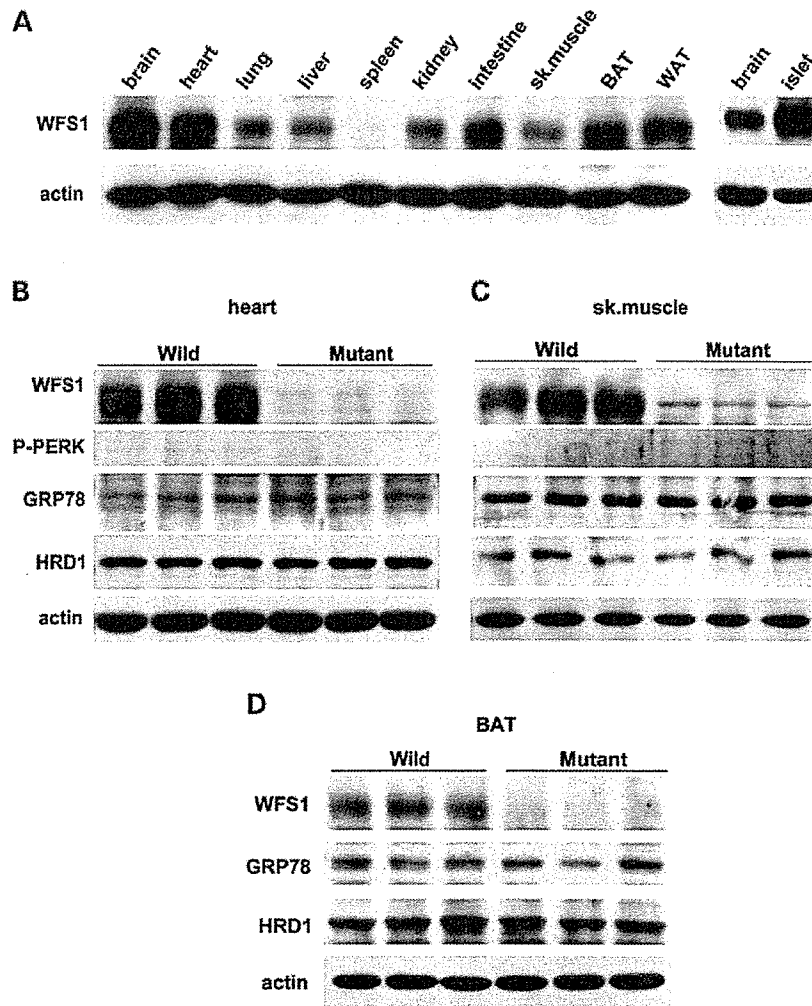 A
brain heart lung liver spleen kidney intestine sk.muscle BAT WAT brain islet
WFS1
actin
B
heart
Wild Mutant
WFS1
P-PERK
GRP78
HRD1
actin
C
sk.muscle
Wild Mutant
D
BAT
Wild Mutant
WFS1
GRP78
HRD1
actin